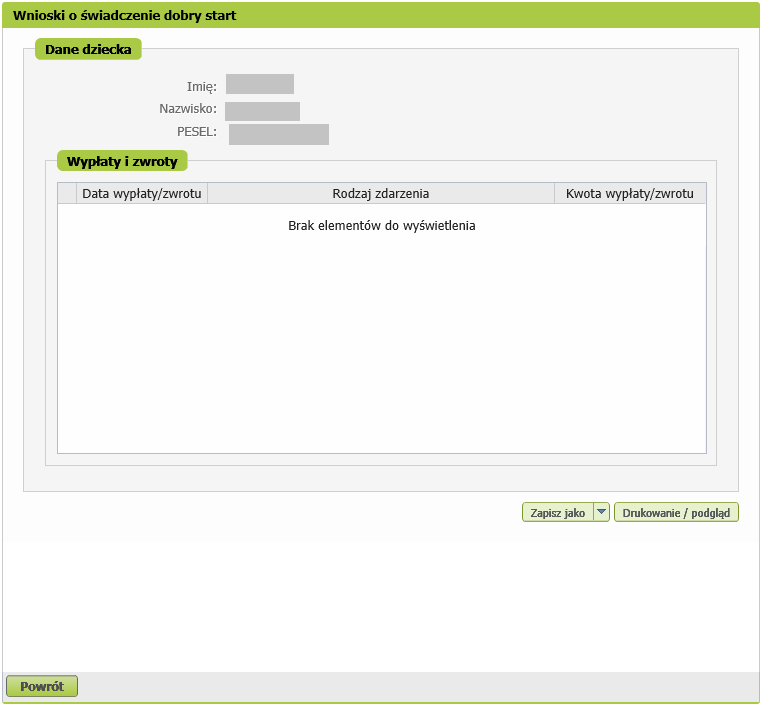 Wnioski o świadczenie dobry start
Dane dziecka
Imię:
Nazwisko:
PESEL:
Wypłaty i zwroty
Data wypłaty/zwrotu Rodzaj zdarzenia Kwota wypłaty/zwrotu
Brak elementów do wyświetlenia
Zapisz jako Drukowanie / podgląd
Powrót